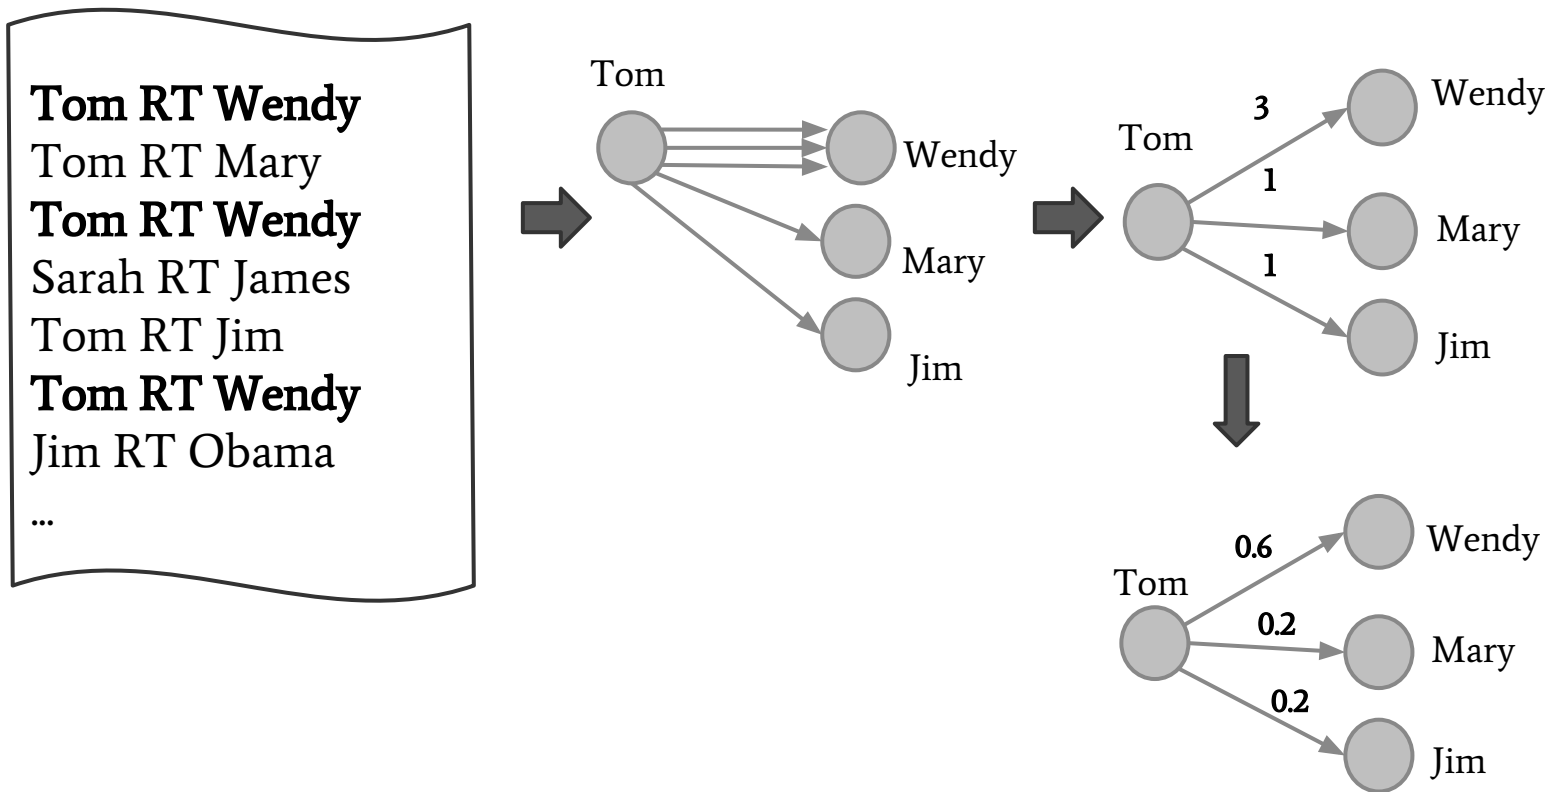 Tom RT Wendy
Tom RT Mary
Tom RT Wendy
Sarah RT James
Tom RT Jim
Tom RT Wendy
Jim RT Obama
...
Tom
Wendy
Mary
Jim
Tom
3
1
1
Wendy
Mary
Jim
Tom
0.6
0.2
0.2
Wendy
Mary
Jim